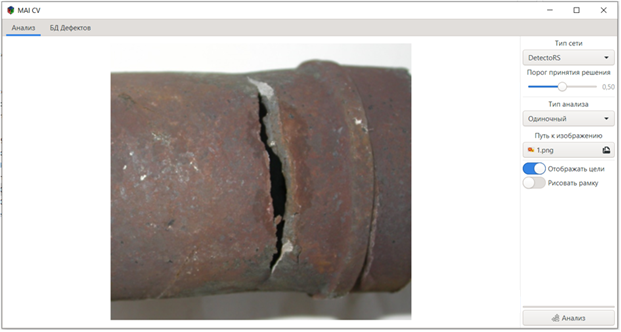 MAI CV
Анализ БД Дефектов
Тип сети
DetectoRS
Порог принятия решения
0.50
Тип анализа
Одиночный
Путь к изображению
1.png
Отображать цели
Рисовать рамку
Анализ